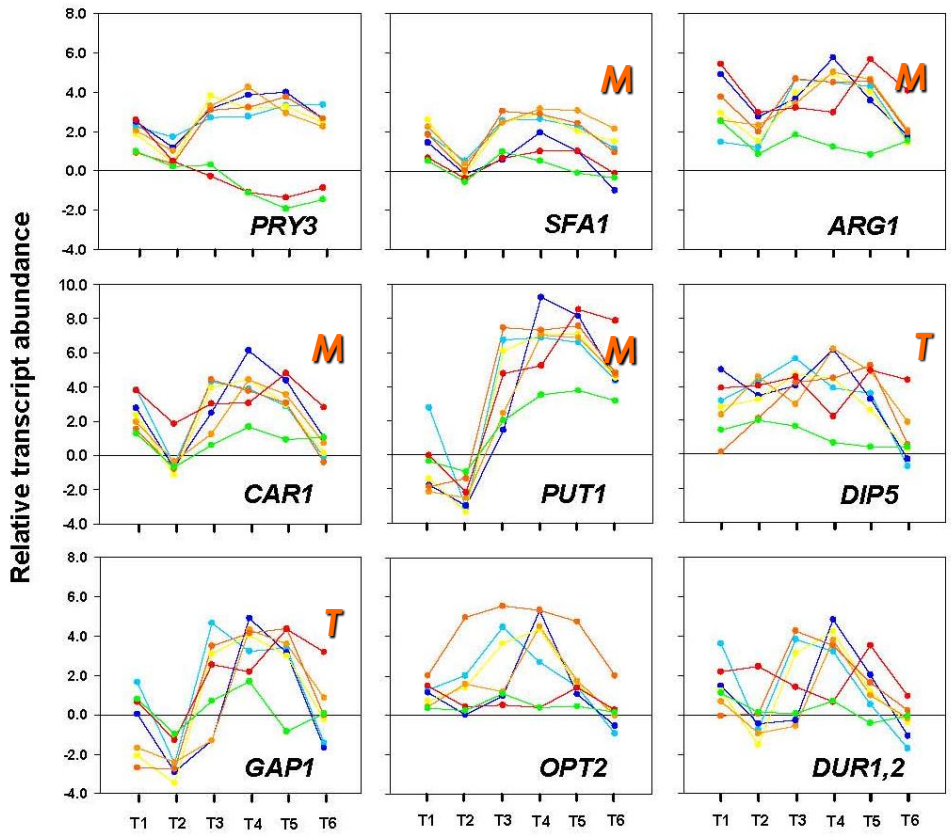 Relative transcript abundance
8.0
6.0
4.0
2.0
0.0
-2.0
-4.0
PRY3
M
SFA1
M
ARG1
10.0
8.0
6.0
4.0
2.0
0.0
-2.0
-4.0
M
CAR1
M
PUT1
T
DIP5
8.0
6.0
4.0
2.0
0.0
-2.0
-4.0
T
GAP1
OPT2
DUR1,2
T1 T2 T3 T4 T5 T6
T1 T2 T3 T4 T5 T6
T1 T2 T3 T4 T5 T6